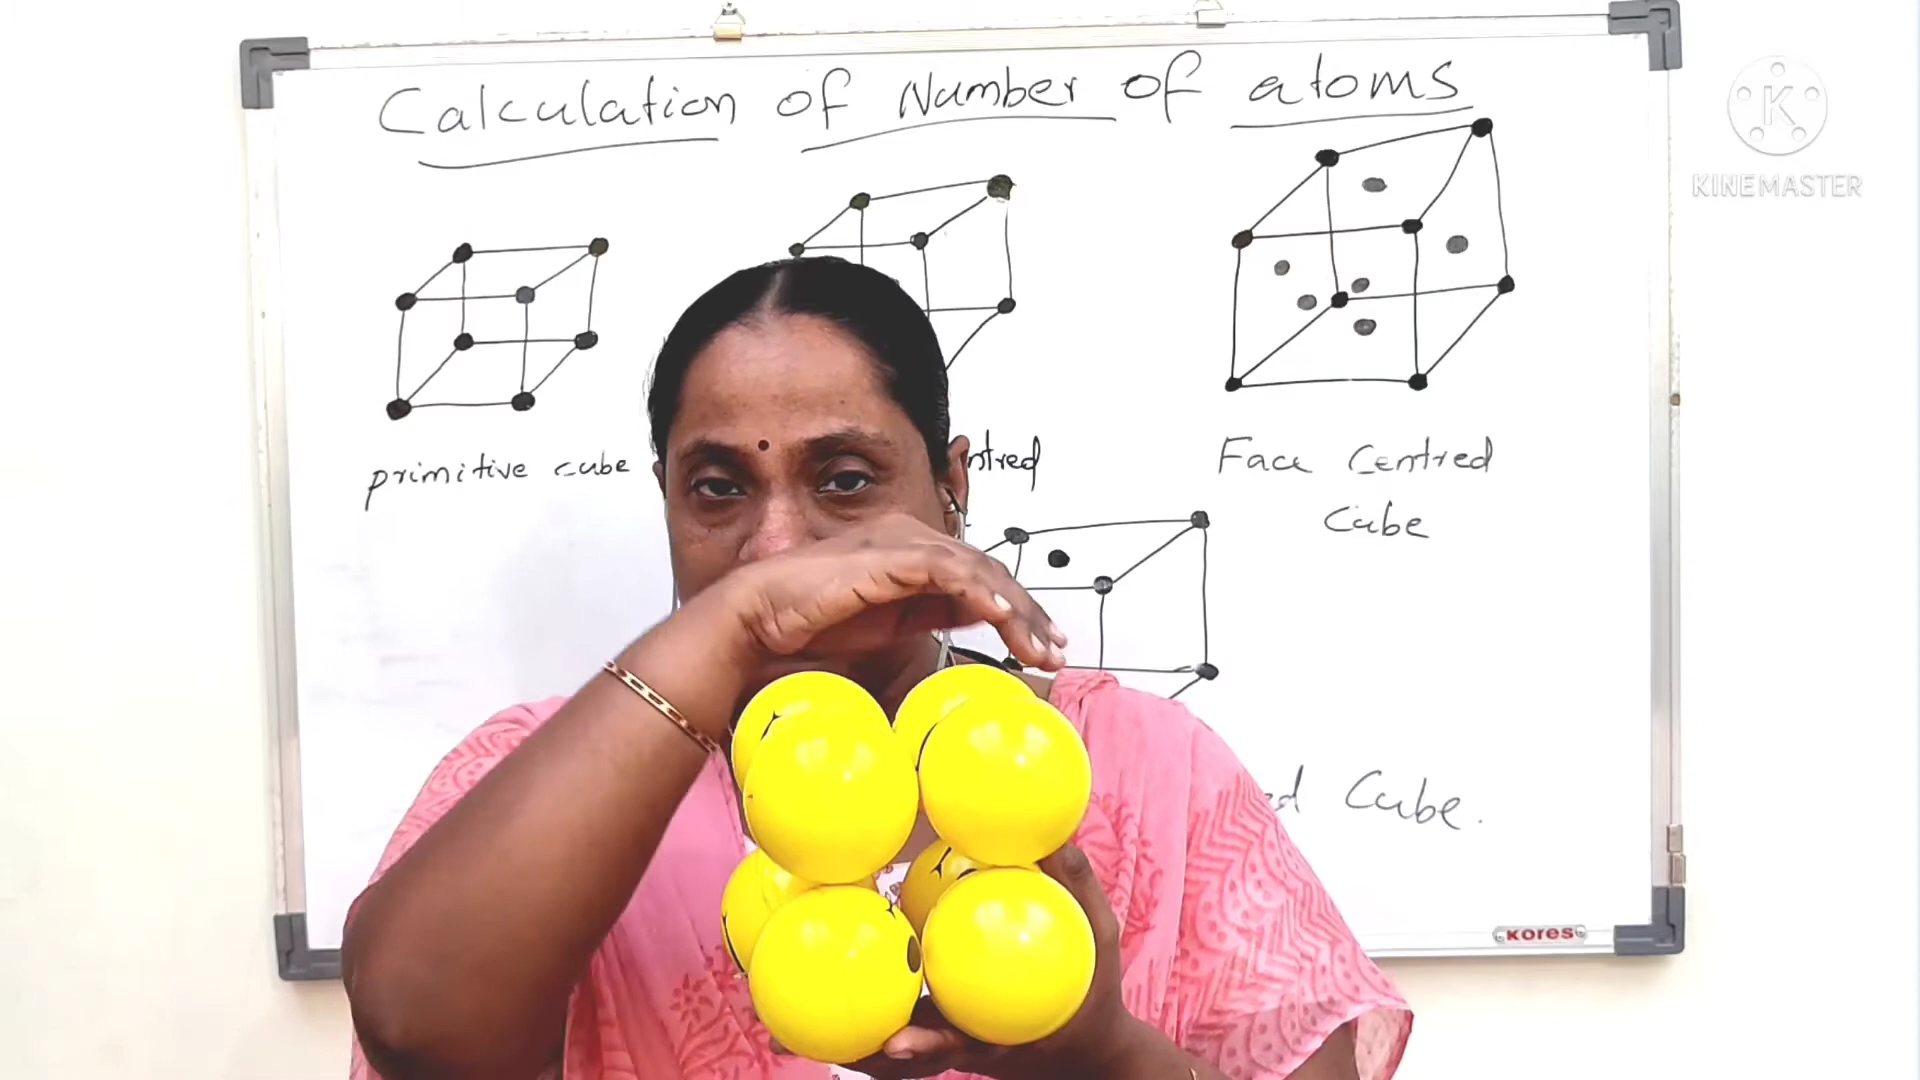 Calculation of Number of atoms
KINEMASTER
primitive cube
Face Centred
Cube
Cube.
KORES